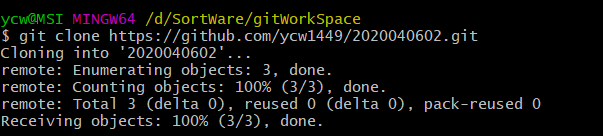 ycw@MSI MINGW64 /d/SortWare/gitWorkSpace
$ git clone https://github.com/ycw1449/2020040602.git
Cloning into '2020040602'...
remote: Enumerating objects: 3, done.
remote: Counting objects: 100% (3/3), done.
remote: Total 3 (delta 0), reused 0 (delta 0), pack-reused 0
Receiving objects: 100% (3/3), done.